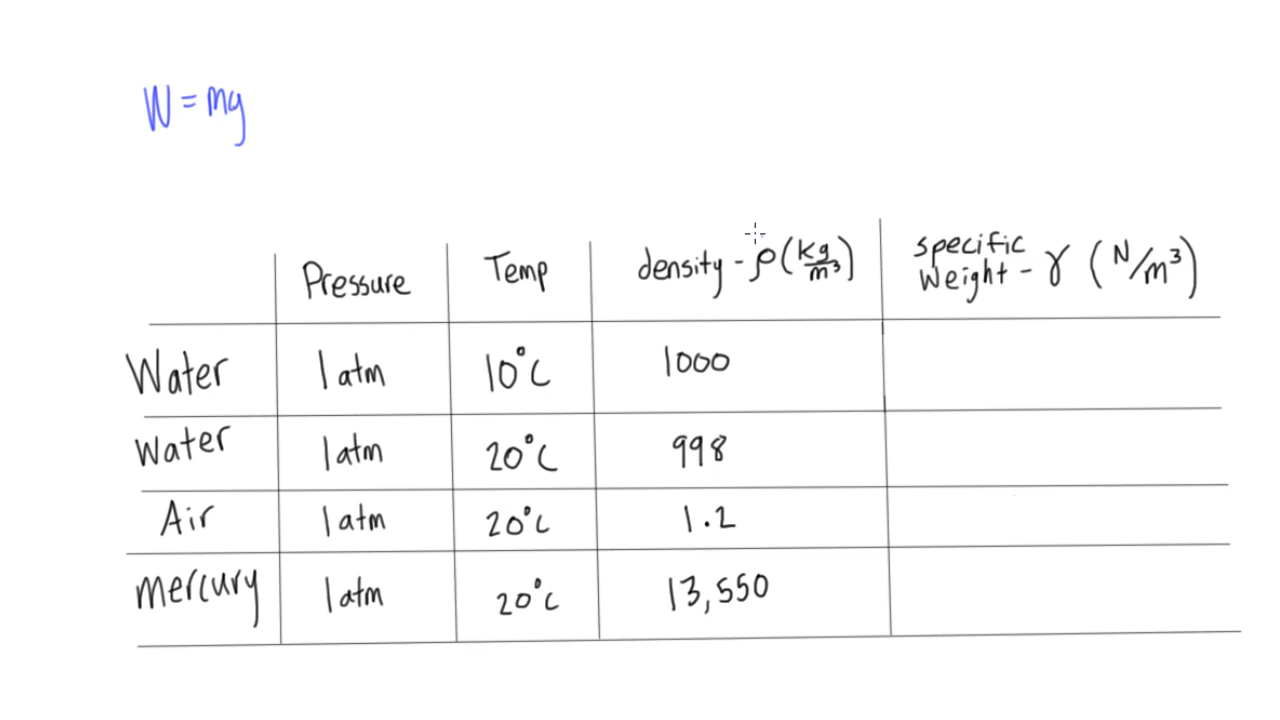 W = mg
Pressure Temp density - ρ (kg/m³) specific weight - γ (N/m³)
Water 1 atm 10°C 1000
Water 1 atm 20°C 998
Air 1 atm 20°C 1.2
mercury 1 atm 20°C 13,550